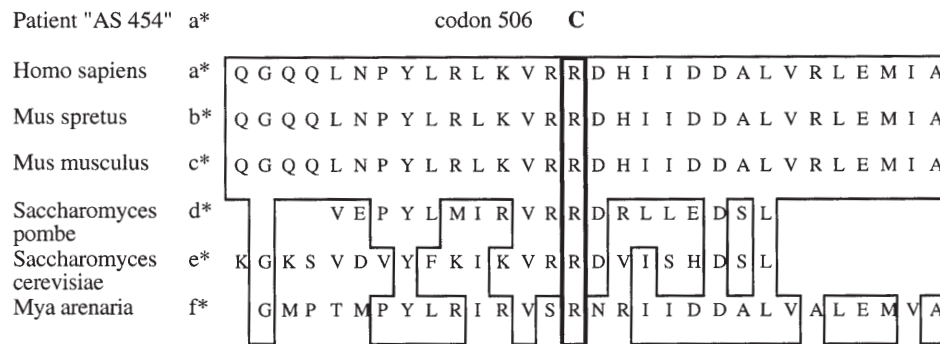 Patient "AS 454" a* codon 506 C
Homo sapiens a* Q G Q Q L N P Y L R L K V R R D H I I D D A L V R L E M I A
Mus spretus b* Q G Q Q L N P Y L R L K V R R D H I I D D A L V R L E M I A
Mus musculus c* Q G Q Q L N P Y L R L K V R R D H I I D D A L V R L E M I A
Saccharomyces d* V E P Y L M I R V R R D R L L E D S L
pombe
Saccharomyces e* K G K S V D V Y F K I K V R R D V I S H D S L
cerevisiae
Mya arenaria f* G M P T M P Y L R I R V S R N R I I D D A L V A L E M V A